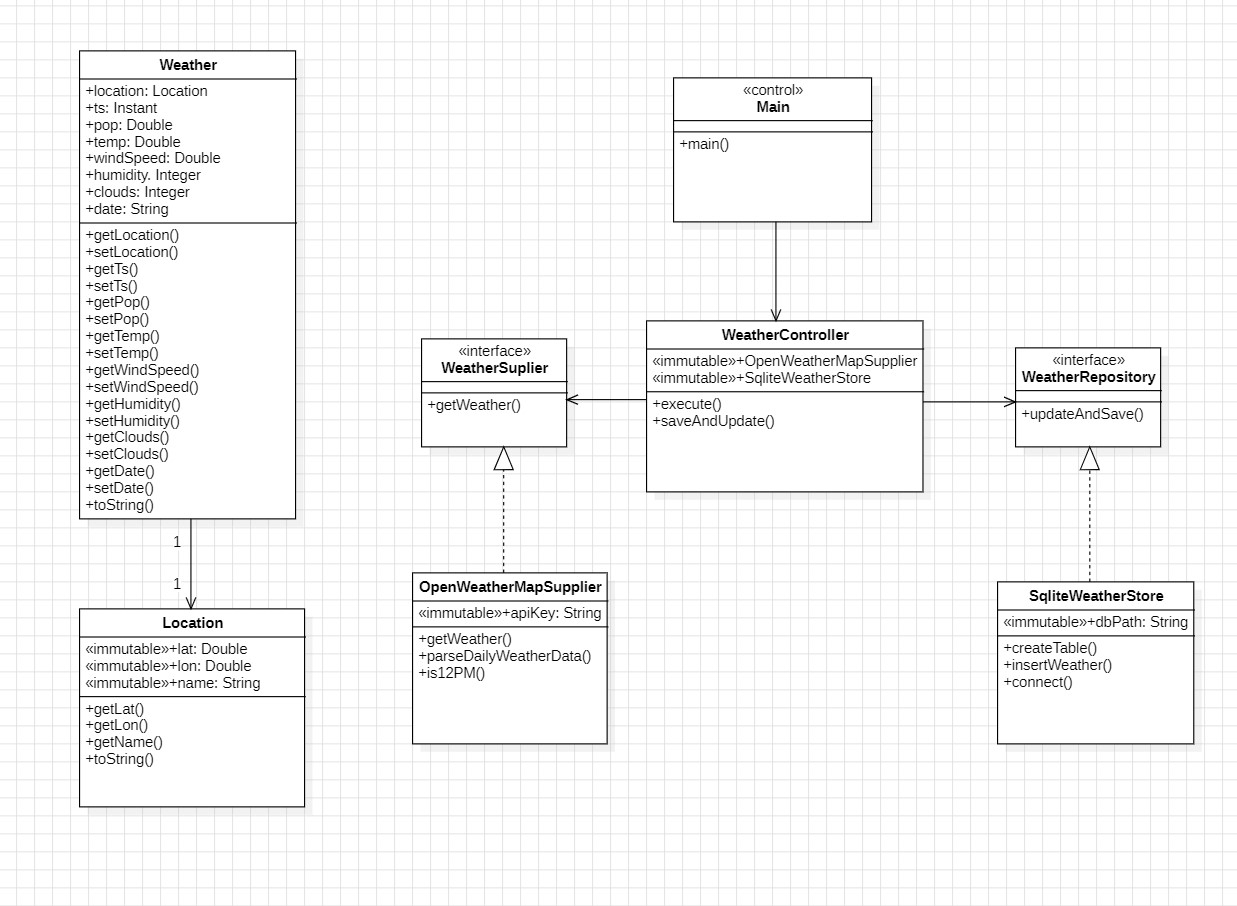 Weather
+location: Location
+ts: Instant
+pop: Double
+temp: Double
+windSpeed: Double
+humidity. Integer
+clouds: Integer
+date: String
+getLocation()
+setLocation()
+getTs()
+setTs()
+getPop()
+setPop()
+getTemp()
+setTemp()
+getWindSpeed()
+setWindSpeed()
+getHumidity()
+setHumidity()
+getClouds()
+setClouds()
+getDate()
+setDate()
+toString()
1
1
Location
«immutable»+lat: Double
«immutable»+lon: Double
«immutable»+name: String
+getLat()
+getLon()
+getName()
+toString()
«control»
Main
+main()
«interface»
WeatherSuplier
+getWeather()
WeatherController
«immutable»+OpenWeatherMapSupplier
«immutable»+SqliteWeatherStore
+execute()
+saveAndUpdate()
«interface»
WeatherRepository
+updateAndSave()
OpenWeatherMapSupplier
«immutable»+apiKey: String
+getWeather()
+parseDailyWeatherData()
+is12PM()
SqliteWeatherStore
«immutable»+dbPath: String
+createTable()
+insertWeather()
+connect()